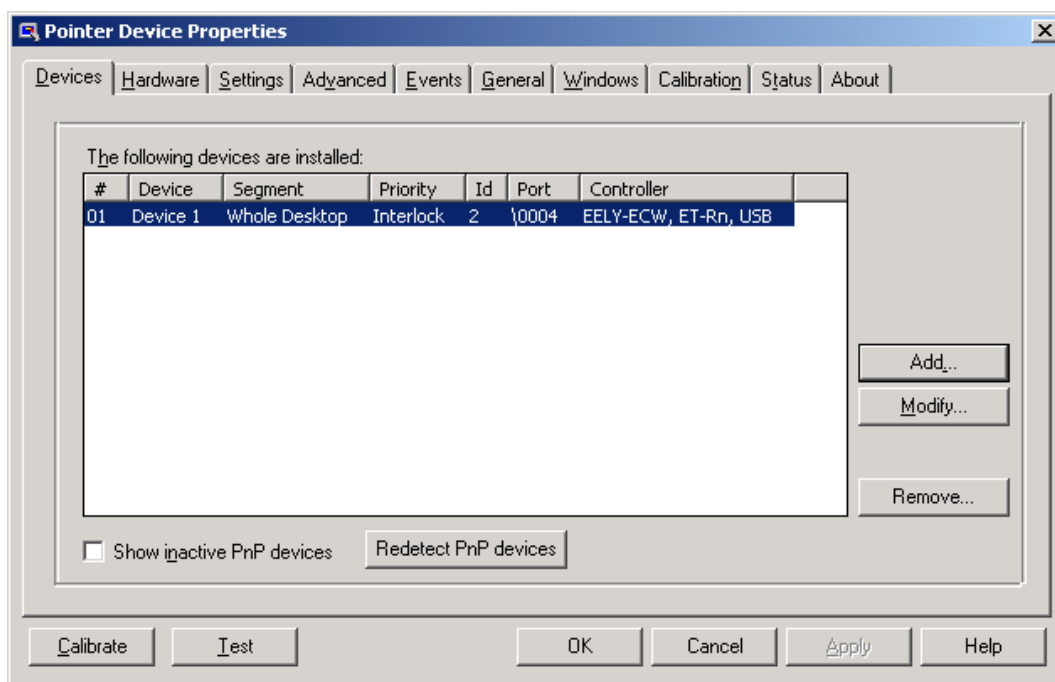 Pointer Device Properties
Devices Hardware Settings Advanced Events General Windows Calibration Status About
The following devices are installed:
# Device Segment Priority Id Port Controller
01 Device 1 Whole Desktop Interlock 2 \0004 EELY-ECW, ET-Rn, USB
Add...
Modify...
Remove...
Show inactive PnP devices Redetect PnP devices
Calibrate Test OK Cancel Apply Help